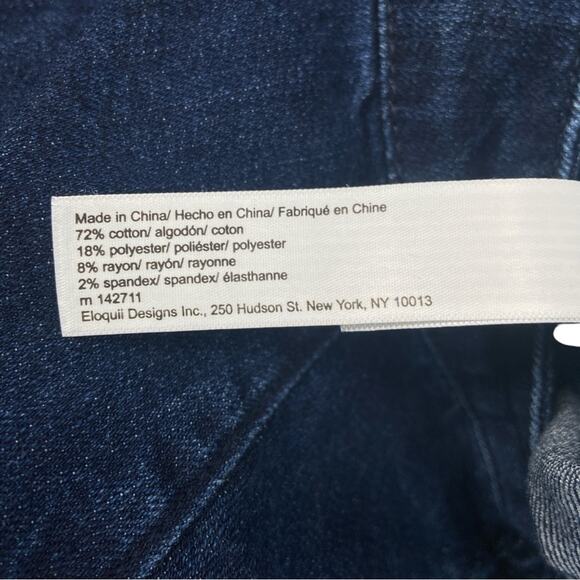 Made in China/ Hecho en China/ Fabriqué en Chine
72% cotton/ algodón/ coton
18% polyester/ poliéster/ polyester
8% rayon/ rayón/ rayonne
2% spandex/ spandex/ élasthanne
m 142711
Eloquii Designs Inc., 250 Hudson St. New York, NY 10013